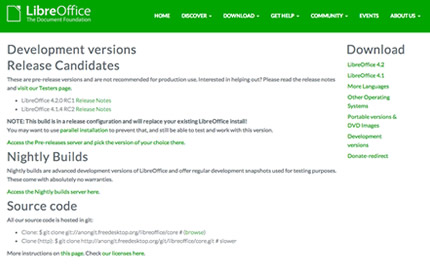 LibreOffice
The Document Foundation
HOME DISCOVER DOWNLOAD GET HELP COMMUNITY EVENTS ABOUT US
Development versions
Release Candidates
These are pre-release versions and are not recommended for production use. Interested in helping out? Please read the release notes
and visit our Testers page.
LibreOffice 4.2.0 RC1 Release Notes
LibreOffice 4.1.4 RC2 Release Notes
NOTE: This build is in a release configuration and will replace your existing LibreOffice install!
You may want to use parallel installation to prevent that, and still be able to test and work with this version.
Access the Pre-releases server and pick the version of your choice there.
Nightly Builds
Nightly builds are advanced development versions of LibreOffice and offer regular development snapshots used for testing purposes.
These come with absolutely no warranties.
Access the Nightly builds server here.
Source code
All our source code is hosted in git:
Clone: $ git clone git://anongit.freedesktop.org/libreoffice/core # (browse)
Clone (http): $ git clone http://anongit.freedesktop.org/git/libreoffice/core.git # slower
More instructions on this page. Check our licenses here.
Download
LibreOffice 4.2
LibreOffice 4.1
More Languages
Other Operating
Systems
Portable versions &
DVD Images
Development
versions
Donate-redirect